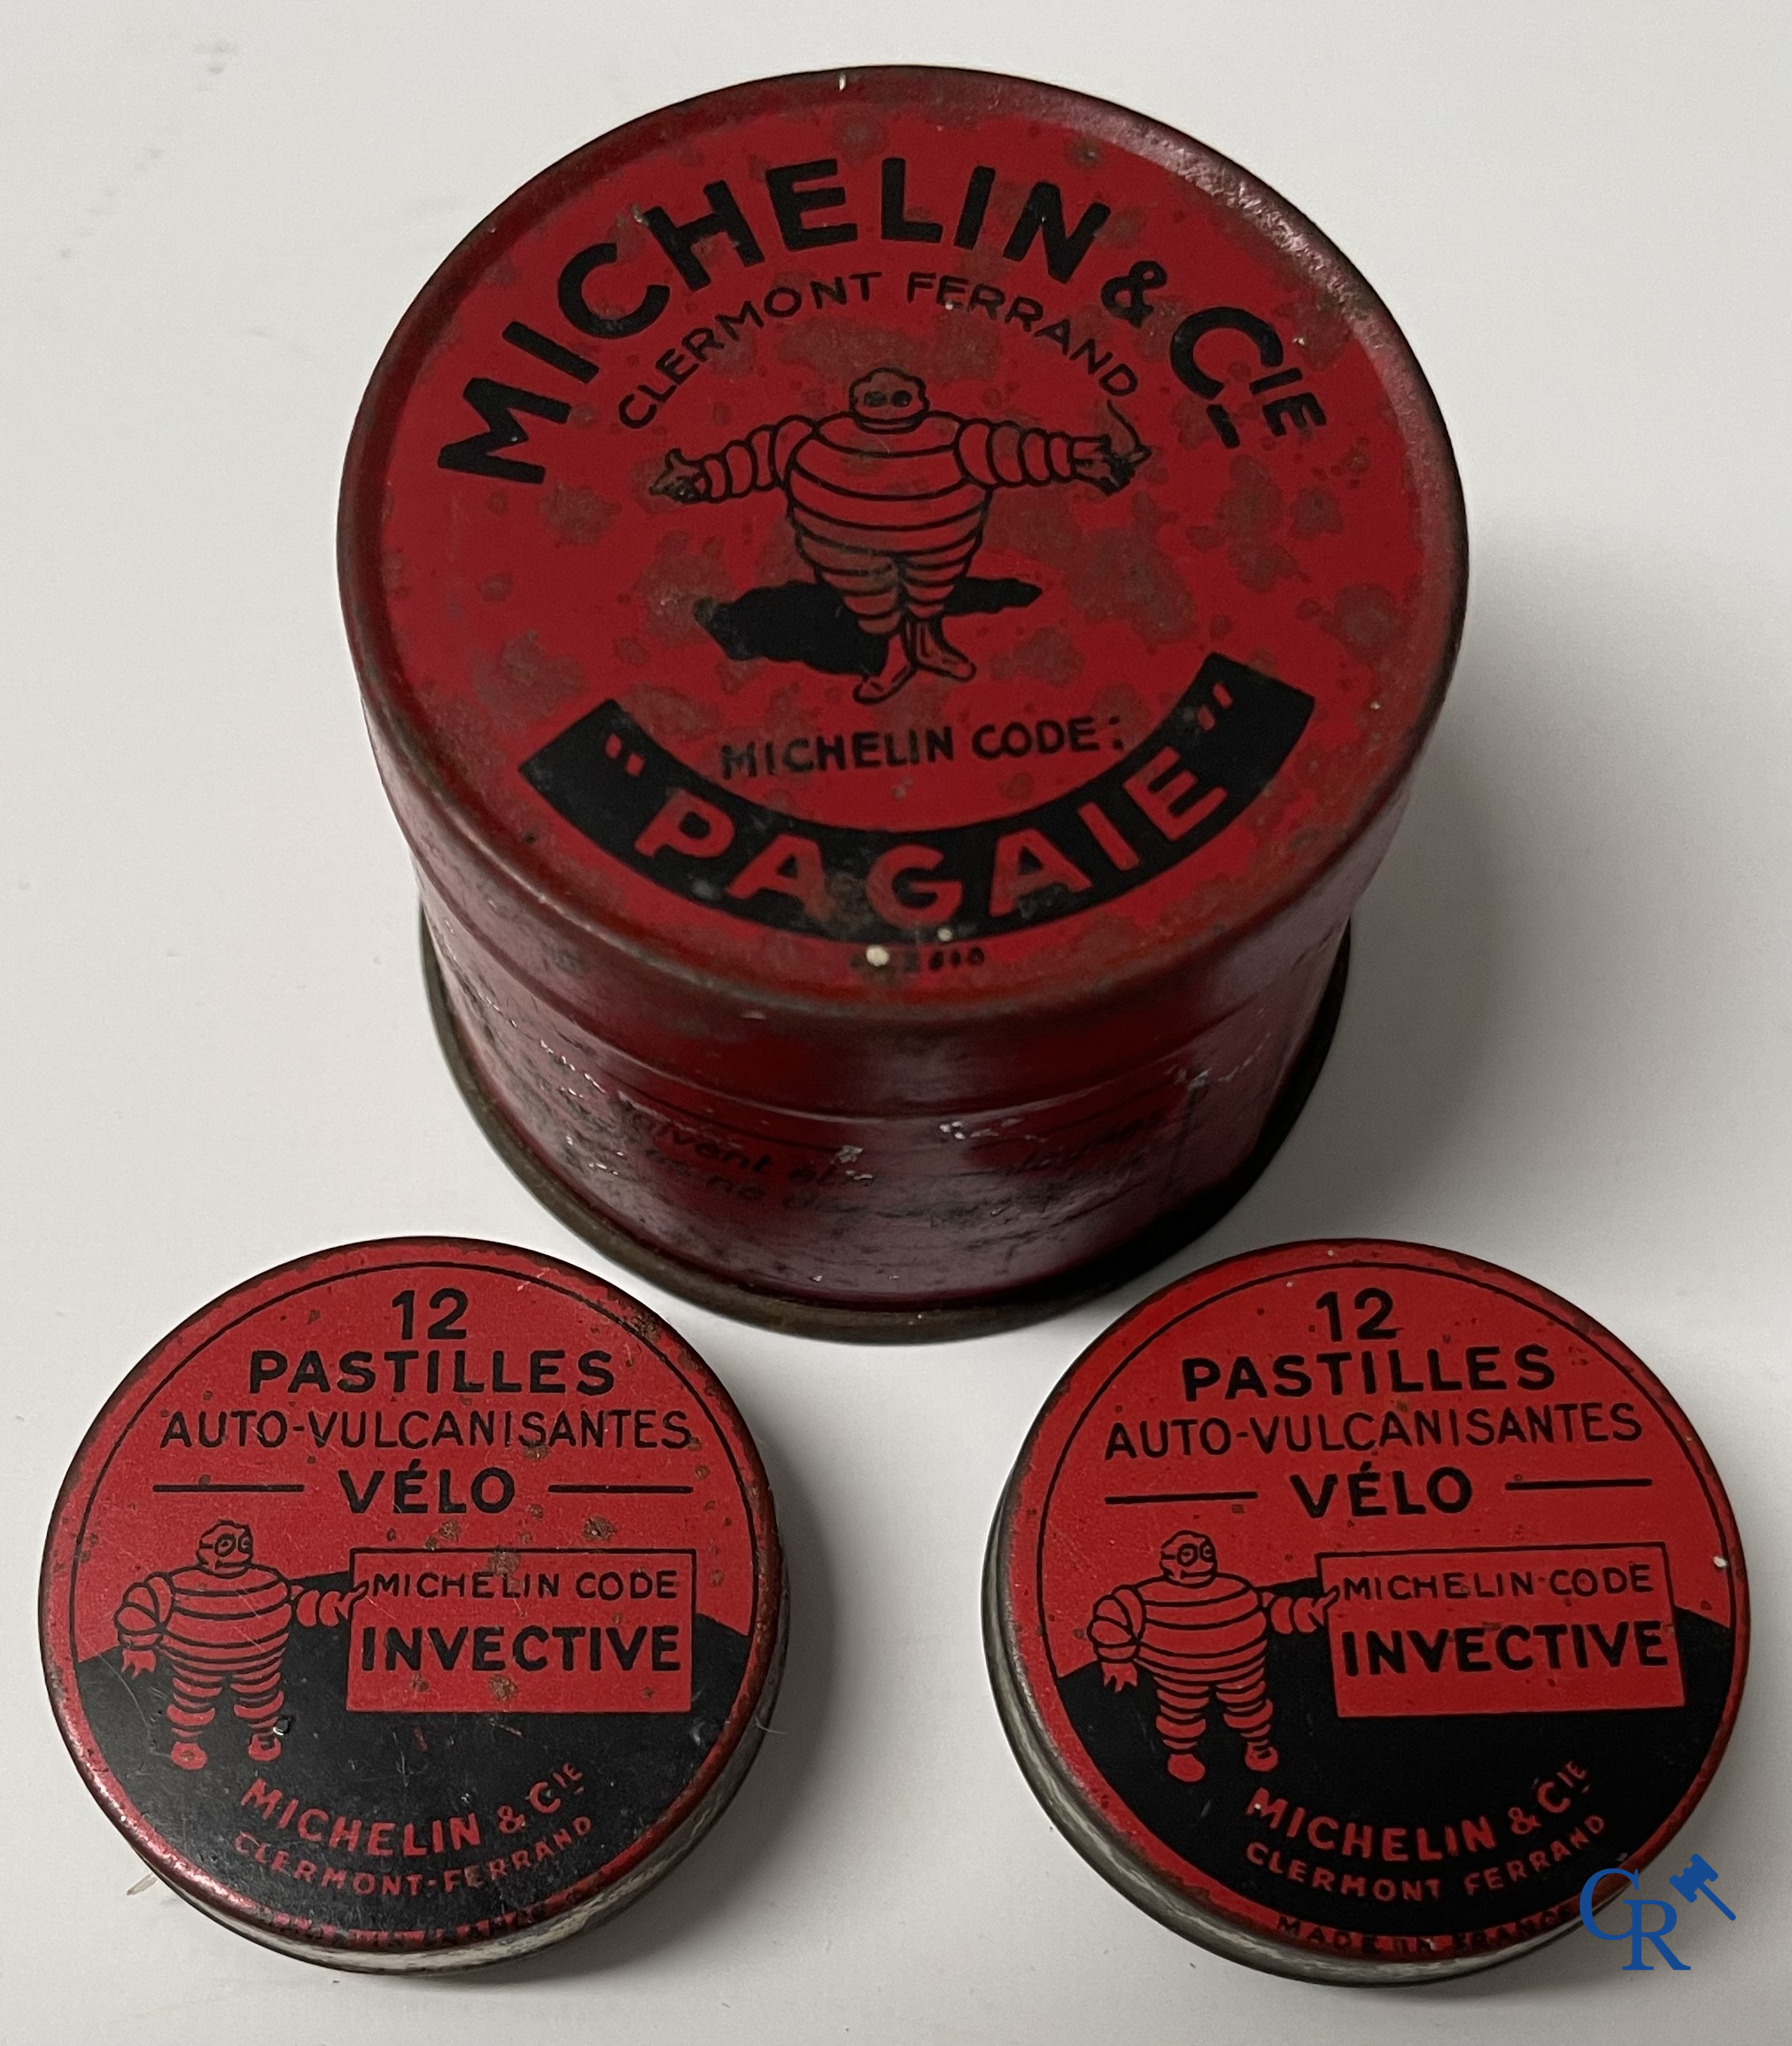 MICHELIN & CIE
CLERMONT FERRAND
MICHELIN CODE:
"PAGAIE"
12
PASTILLES
AUTO-VULCANISANTES
VÉLO
MICHELIN CODE
INVECTIVE
MICHELIN & CIE
CLERMONT-FERRAND
12
PASTILLES
AUTO-VULCANISANTES
VÉLO
MICHELIN-CODE
INVECTIVE
MICHELIN & CIE
CLERMONT FERRAND
MADE IN FRANCE
CR